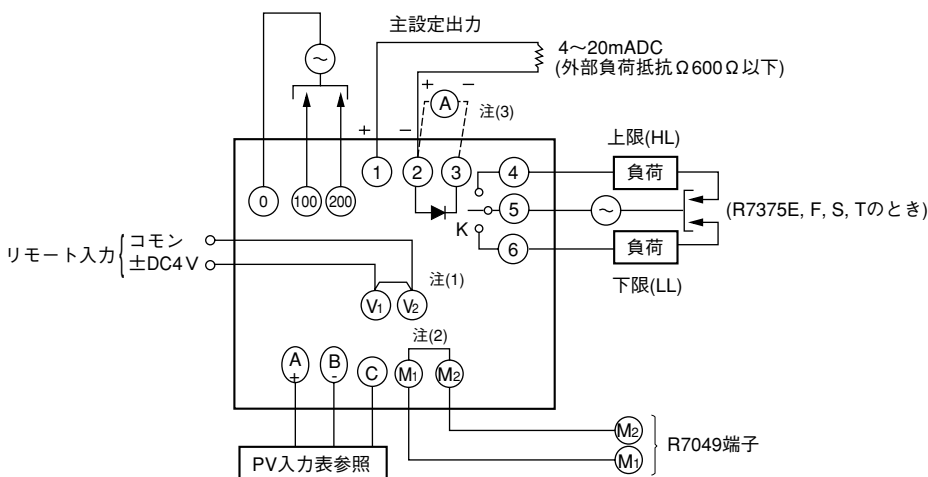 主設定出力
4～20mADC
(外部負荷抵抗Ω600Ω以下)
～
+ −
A
注(3)
+ −
上限(HL)
0 100 200 1 2 3 4 負荷
5 ～ (R7375E, F, S, Tのとき)
K
6 負荷
下限(LL)
リモート入力 コモン
±DC4V
注(1)
V1 V2
注(2)
A + B - C M1 M2
M2
M1
R7049端子
PV入力表参照